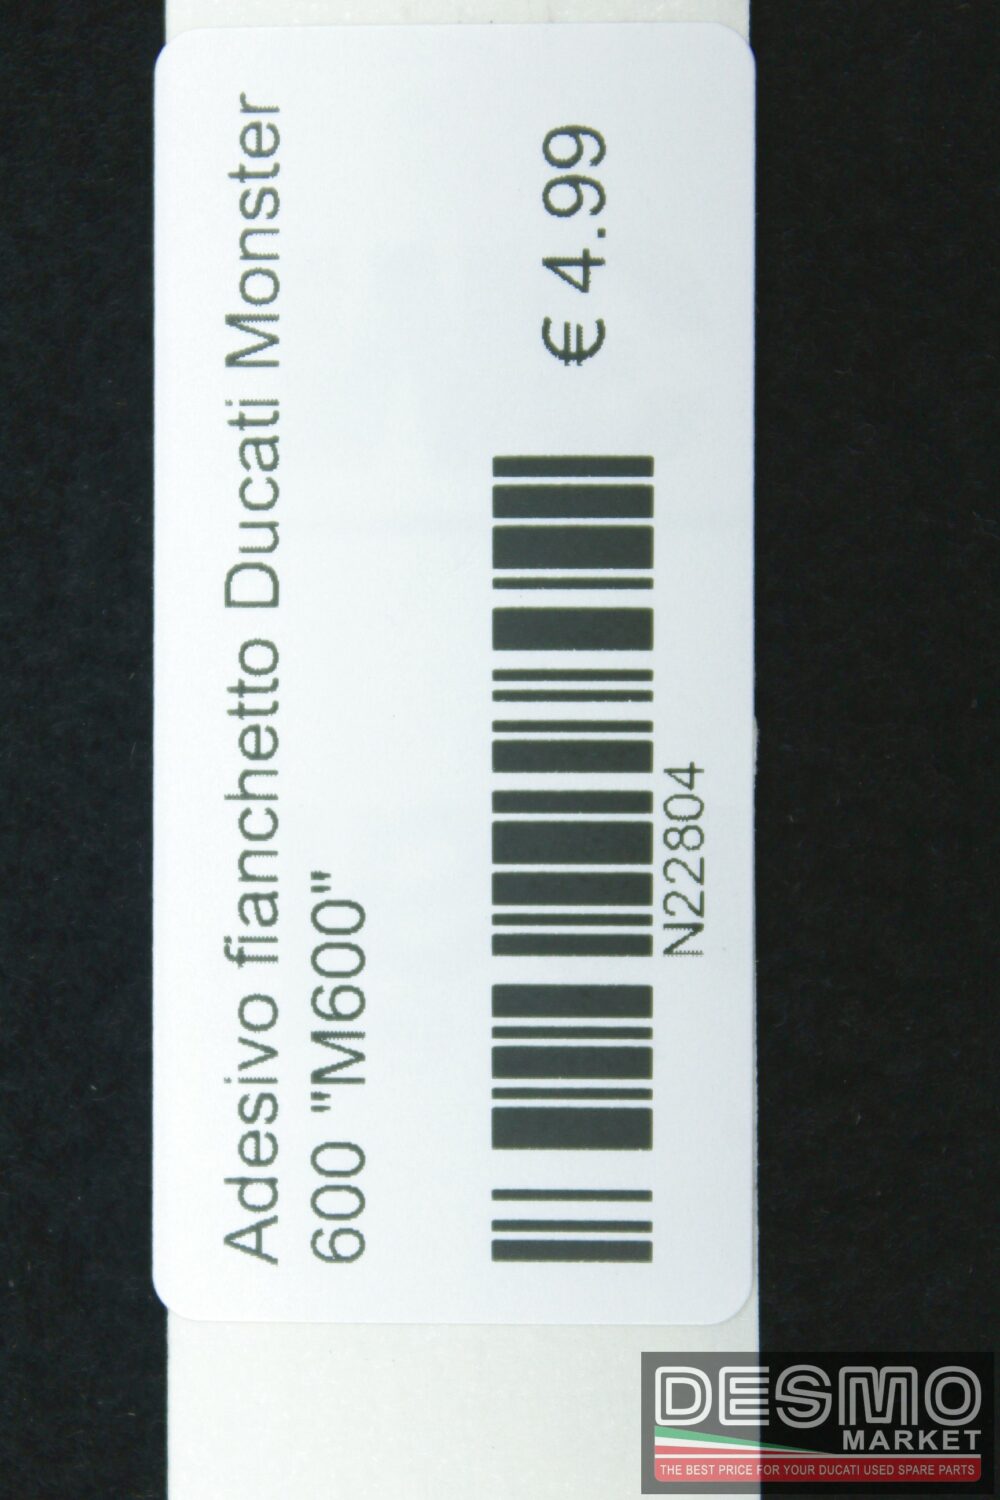 Adesivo fianchetto Ducati Monster
600 "M600"
€ 4.99
N22804
DESMO
MARKET
THE BEST PRICE FOR YOUR DUCATI USED SPARE PARTS